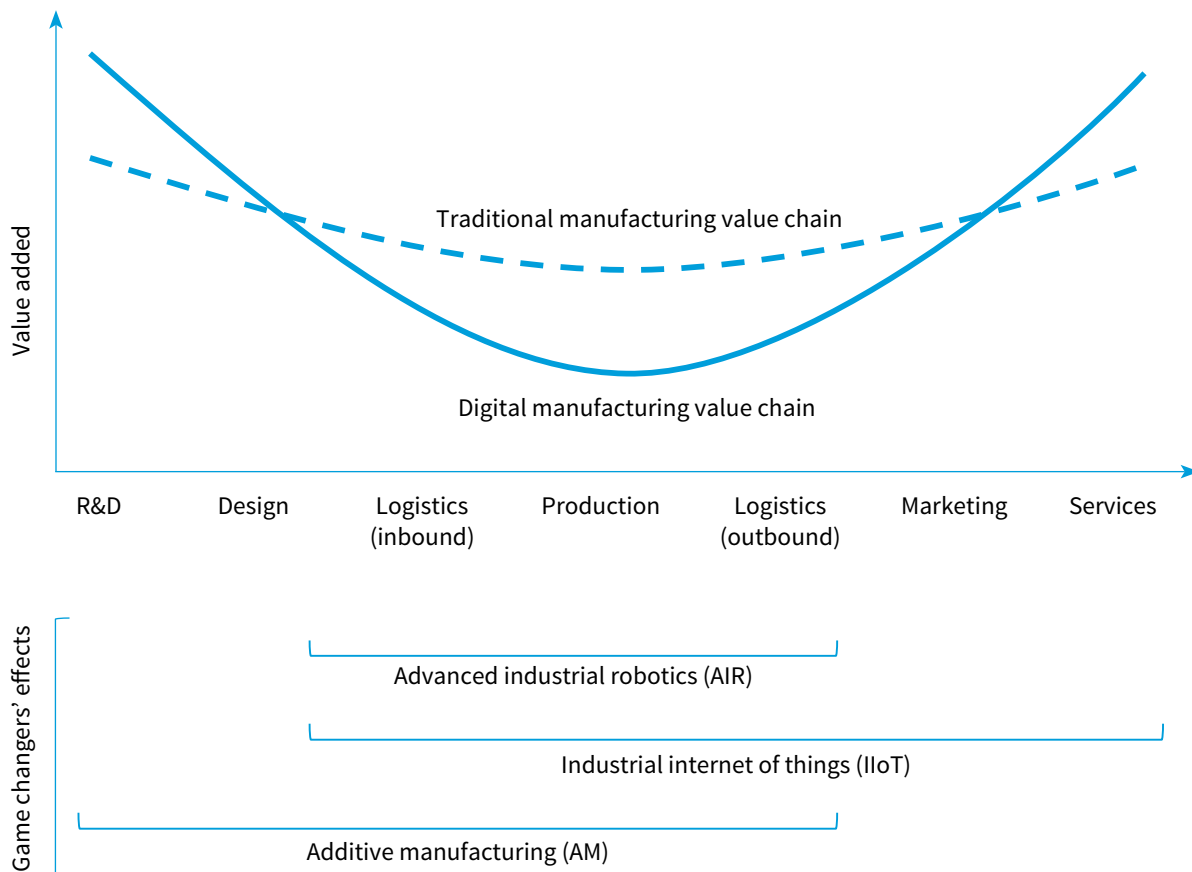 Value added
Traditional manufacturing value chain
Digital manufacturing value chain
R&D
Design
Logistics
(inbound)
Production
Logistics
(outbound)
Marketing
Services
Game changers’ effects
Advanced industrial robotics (AIR)
Industrial internet of things (IIoT)
Additive manufacturing (AM)